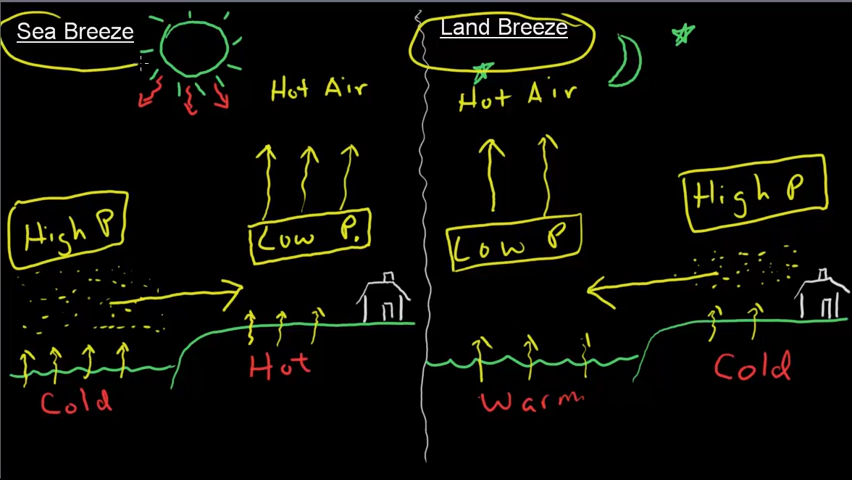 Sea Breeze
Hot Air
High P
Low P.
Hot
Cold
Land Breeze
Hot Air
High P
Low P
Cold
Warm